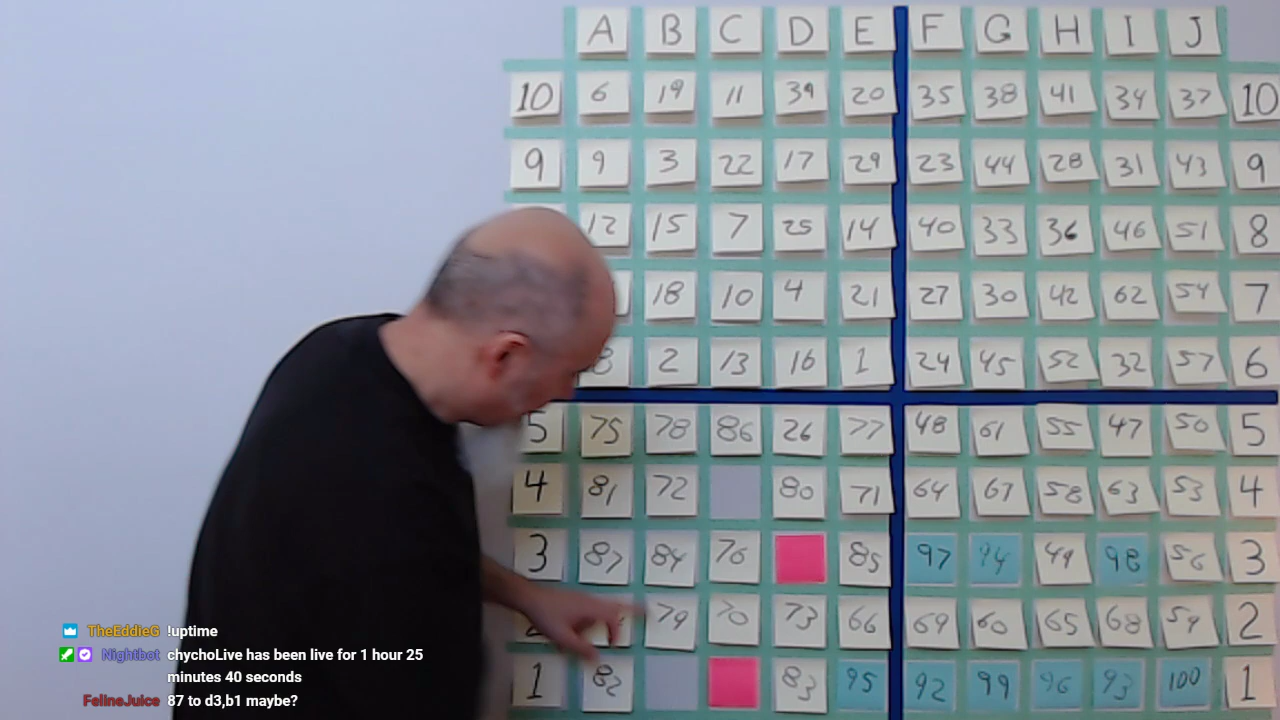 A B C D E F G H I J
10 6 19 11 39 20 35 38 41 34 37 10
9 9 3 22 17 29 23 44 28 31 43 9
12 15 7 25 14 40 33 36 46 51 8
18 10 4 21 27 30 42 62 54 7
8 2 13 16 1 24 45 52 32 57 6
5 75 78 86 26 77 48 61 55 47 50 5
4 81 72 80 71 64 67 58 63 53 4
3 87 84 76 85 97 94 49 98 56 3
79 70 73 66 69 60 65 68 59 2
1 82 83 95 92 99 96 93 100 1
TheEddieG !uptime
Nightbot chychoLive has been live for 1 hour 25
minutes 40 seconds
FelineJuice 87 to d3,b1 maybe?